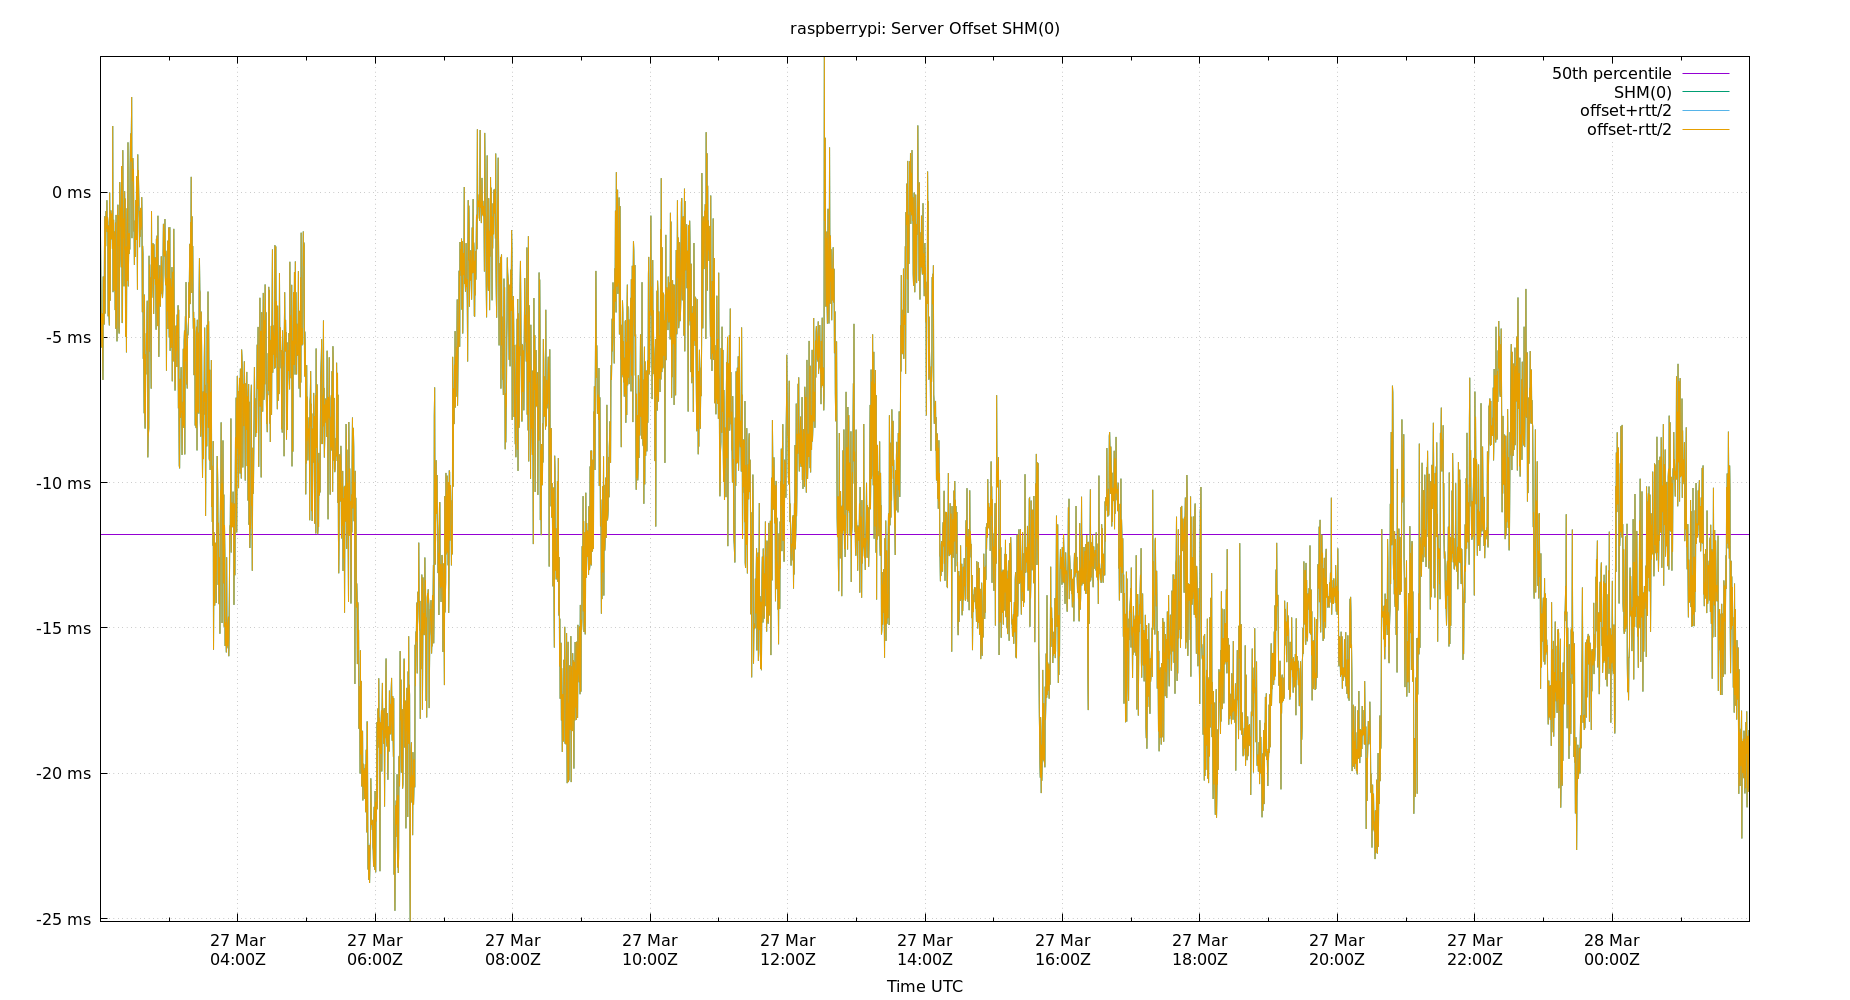 raspberrypi: Server Offset SHM(0)
50th percentile
SHM(0)
offset+rtt/2
offset-rtt/2
0 ms
-5 ms
-10 ms
-15 ms
-20 ms
-25 ms
27 Mar 27 Mar 27 Mar 27 Mar 27 Mar 27 Mar 27 Mar 27 Mar 27 Mar 27 Mar 28 Mar
04:00Z 06:00Z 08:00Z 10:00Z 12:00Z 14:00Z 16:00Z 18:00Z 20:00Z 22:00Z 00:00Z
Time UTC